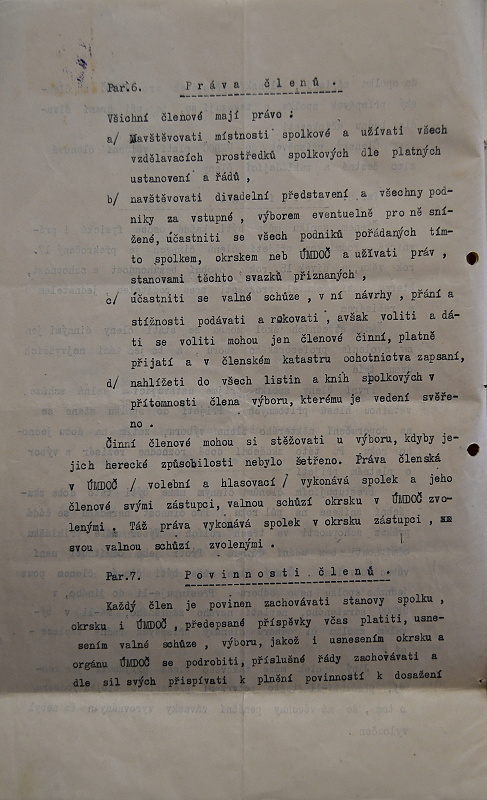 Par.6. Práva členů.
Všichni členové mají právo :
a/ Navštěvovati místnosti spolkové a užívati všech
vzdělavacích prostředků spolkových dle platných
ustanovení a řádů ,
b/ navštěvovati divadelní představení a všechny pod-
niky za vstupné , výborem eventuelně pro ně sní-
žené, účastniti se všech podniků pořádaných tím-
to spolkem, okrskem neb ÚMDOČ a užívati práv ,
stanovami těchto svazků přiznaných ,
c/ účastniti se valné schůze , v ní návrhy , přání a
stížnosti podávati a rokovati , avšak voliti a dá-
ti se voliti mohou jen členové činní, platně
přijatí a v členském katastru ochotnictva zapsaní,
d/ nahlížeti do všech listin a knih spolkových v
přítomnosti člena výboru, kterému je vedení svěře-
no .
Činní členové mohou si stěžovati u výboru, kdyby je-
jich herecké způsobilosti nebylo šetřeno. Práva členská
v ÚMDOČ / volební a hlasovací / vykonává spolek a jeho
členové svými zástupci, valnou schůzí okrsku v ÚMDOČ zvo-
lenými . Táž práva vykonává spolek v okrsku zástupci ,
svou valnou schůzí zvolenými .
Par.7. Povinnosti členů .
Každý člen je povinen zachovávati stanovy spolku ,
okrsku i ÚMDOČ , předepsané příspěvky včas platiti, usne-
sením valné schůze , výboru, jakož i usnesením okrsku a
orgánu ÚMDOČ se podrobiti, příslušné řády zachovávati a
dle sil svých přispívati k plnění povinností k dosažení